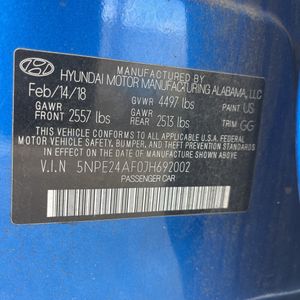 HYUNDAI MOTOR MANUFACTURING ALABAMA, LLC
Feb/14/18 GVWR 4497 lbs PAINT US
GAWR FRONT 2557 lbs GAWR REAR 2513 lbs TRIM GG
THIS VEHICLE CONFORMS TO ALL APPLICABLE U.S.A FEDERAL
MOTOR VEHICLE SAFETY, BUMPER, AND THEFT PREVENTION STANDARDS
IN EFFECT ON THE DATE OF MANUFACTURE SHOWN ABOVE.
V.I.N 5NPE24AF0JH692002
PASSENGER CAR